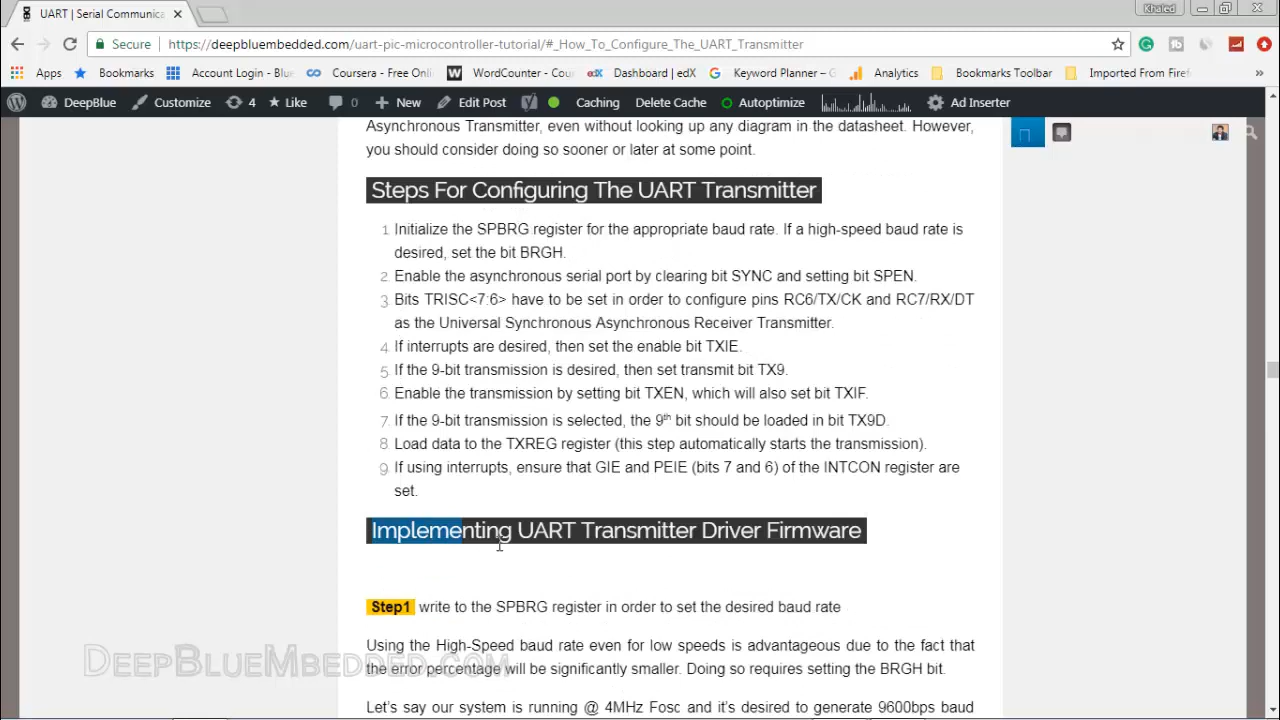 UART | Serial Communica
Khaled
Secure
https://deepbluembedded.com/uart-pic-microcontroller-tutorial/#_How_To_Configure_The_UART_Transmitter
Apps Bookmarks Account Login - Blue Coursera - Free Onli WordCounter - Cou Dashboard | edX Keyword Planner – G Analytics Bookmarks Toolbar Imported From Firef »
DeepBlue Customize 4 Like 0 New Edit Post Caching Delete Cache Autoptimize Ad Inserter
Asynchronous Transmitter, even without looking up any diagram in the datasheet. However,
you should consider doing so sooner or later at some point.
Steps For Configuring The UART Transmitter
1. Initialize the SPBRG register for the appropriate baud rate. If a high-speed baud rate is
desired, set the bit BRGH.
2. Enable the asynchronous serial port by clearing bit SYNC and setting bit SPEN.
3. Bits TRISC<7:6> have to be set in order to configure pins RC6/TX/CK and RC7/RX/DT
as the Universal Synchronous Asynchronous Receiver Transmitter.
4. If interrupts are desired, then set the enable bit TXIE.
5. If the 9-bit transmission is desired, then set transmit bit TX9.
6. Enable the transmission by setting bit TXEN, which will also set bit TXIF.
7. If the 9-bit transmission is selected, the 9th bit should be loaded in bit TX9D.
8. Load data to the TXREG register (this step automatically starts the transmission).
9. If using interrupts, ensure that GIE and PEIE (bits 7 and 6) of the INTCON register are
set.
Implementing UART Transmitter Driver Firmware
Step1 write to the SPBRG register in order to set the desired baud rate
Using the High-Speed baud rate even for low speeds is advantageous due to the fact that
the error percentage will be significantly smaller. Doing so requires setting the BRGH bit.
DeepBlueMbedded.com
Let's say our system is running @ 4MHz Fosc and it's desired to generate 9600bps baud